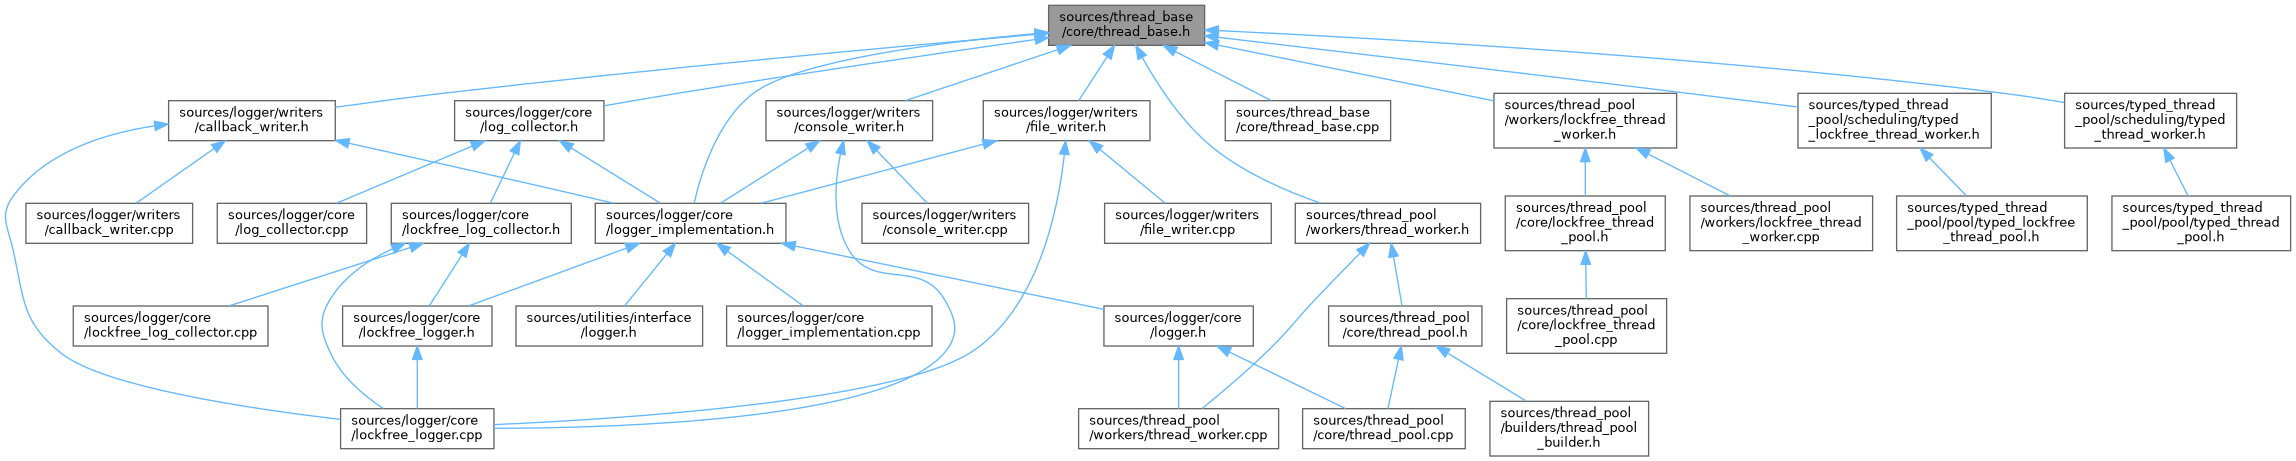 sources/thread_base
/core/thread_base.h
sources/logger/writers
/callback_writer.h
sources/logger/core
/log_collector.h
sources/logger/writers
/console_writer.h
sources/logger/writers
/file_writer.h
sources/thread_base
/core/thread_base.cpp
sources/thread_pool
/workers/lockfree_thread
_worker.h
sources/typed_thread
_pool/scheduling/typed
_lockfree_thread_worker.h
sources/typed_thread
_pool/scheduling/typed
_thread_worker.h
sources/logger/writers
/callback_writer.cpp
sources/logger/core
/log_collector.cpp
sources/logger/core
/lockfree_log_collector.h
sources/logger/core
/logger_implementation.h
sources/logger/writers
/console_writer.cpp
sources/logger/writers
/file_writer.cpp
sources/thread_pool
/workers/thread_worker.h
sources/thread_pool
/core/lockfree_thread
_pool.h
sources/thread_pool
/workers/lockfree_thread
_worker.cpp
sources/typed_thread
_pool/pool/typed_lockfree
_thread_pool.h
sources/typed_thread
_pool/pool/typed_thread
_pool.h
sources/logger/core
/lockfree_log_collector.cpp
sources/logger/core
/lockfree_logger.h
sources/utilities/interface
/logger.h
sources/logger/core
/logger_implementation.cpp
sources/logger/core
/logger.h
sources/thread_pool
/core/thread_pool.h
sources/thread_pool
/core/lockfree_thread
_pool.cpp
sources/logger/core
/lockfree_logger.cpp
sources/thread_pool
/workers/thread_worker.cpp
sources/thread_pool
/core/thread_pool.cpp
sources/thread_pool
/builders/thread_pool
_builder.h